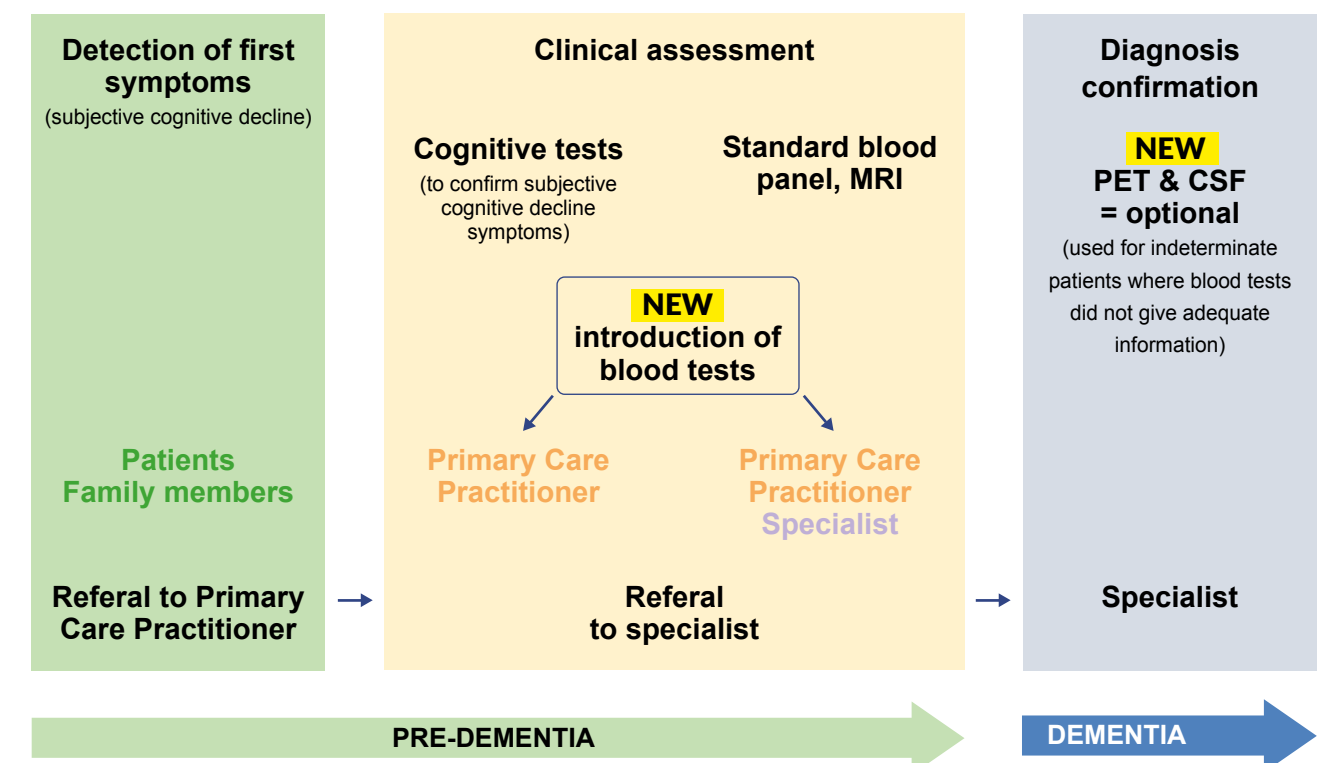 Detection of first
symptoms
(subjective cognitive decline)
Patients
Family members
Referal to Primary
Care Practitioner
Clinical assessment
Cognitive tests
(to confirm subjective
cognitive decline
symptoms)
Standard blood
panel, MRI
NEW
introduction of
blood tests
Primary Care
Practitioner
Primary Care
Practitioner
Specialist
Referal
to specialist
Diagnosis
confirmation
NEW
PET & CSF
= optional
(used for indeterminate
patients where blood tests
did not give adequate
information)
Specialist
PRE-DEMENTIA
DEMENTIA